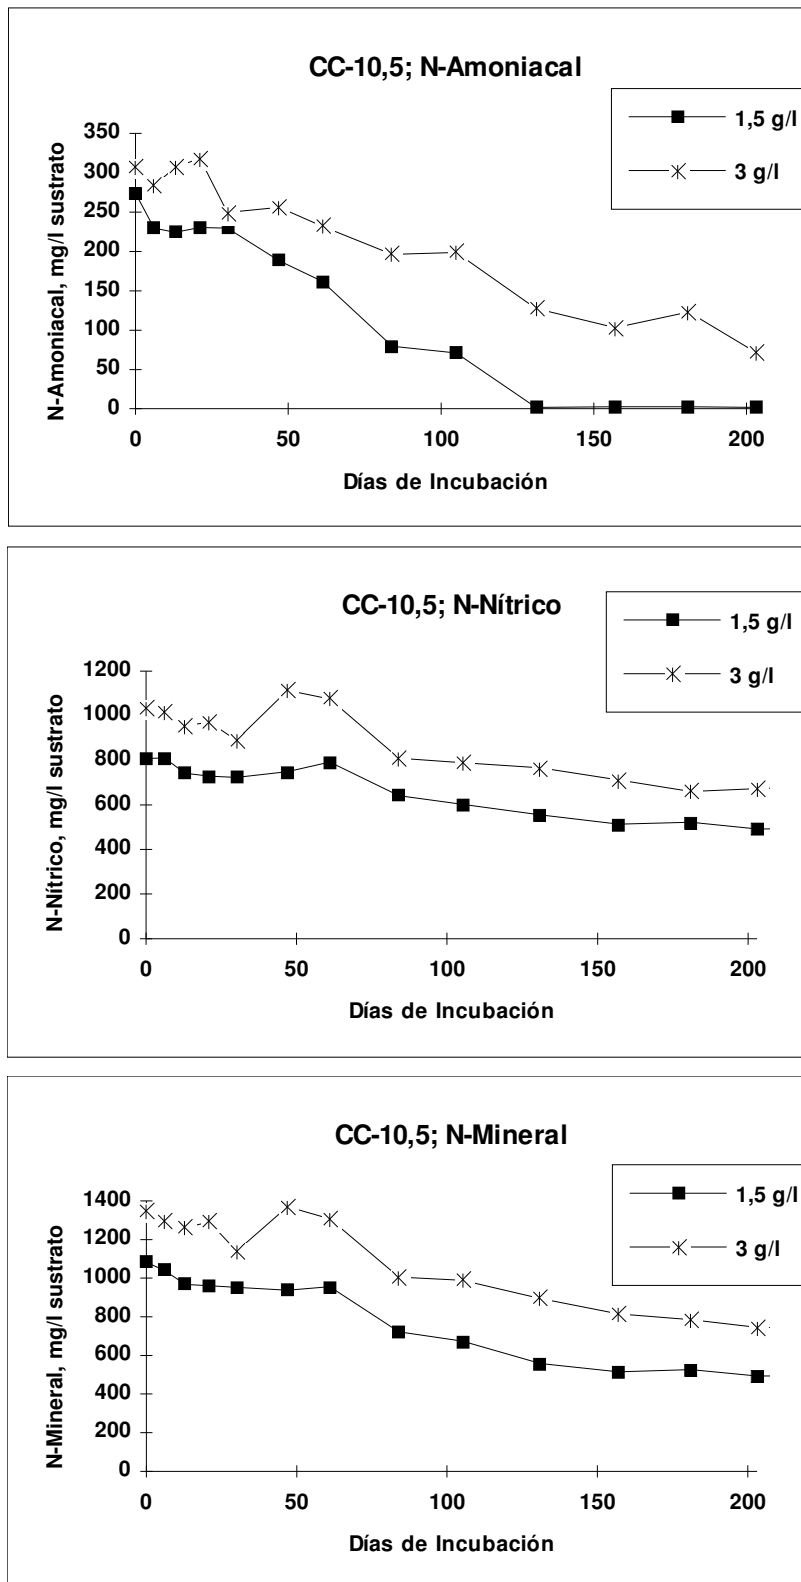 CC-10,5; N-Amoniacal
1,5 g/l
3 g/l
N-Amoniacal, mg/l sustrato
350
300
250
200
150
100
50
0
0 50 100 150 200
Días de Incubación
CC-10,5; N-Nítrico
1,5 g/l
3 g/l
N-Nítrico, mg/l sustrato
1200
1000
800
600
400
200
0
0 50 100 150 200
Días de Incubación
CC-10,5; N-Mineral
1,5 g/l
3 g/l
N-Mineral, mg/l sustrato
1400
1200
1000
800
600
400
200
0
0 50 100 150 200
Días de Incubación